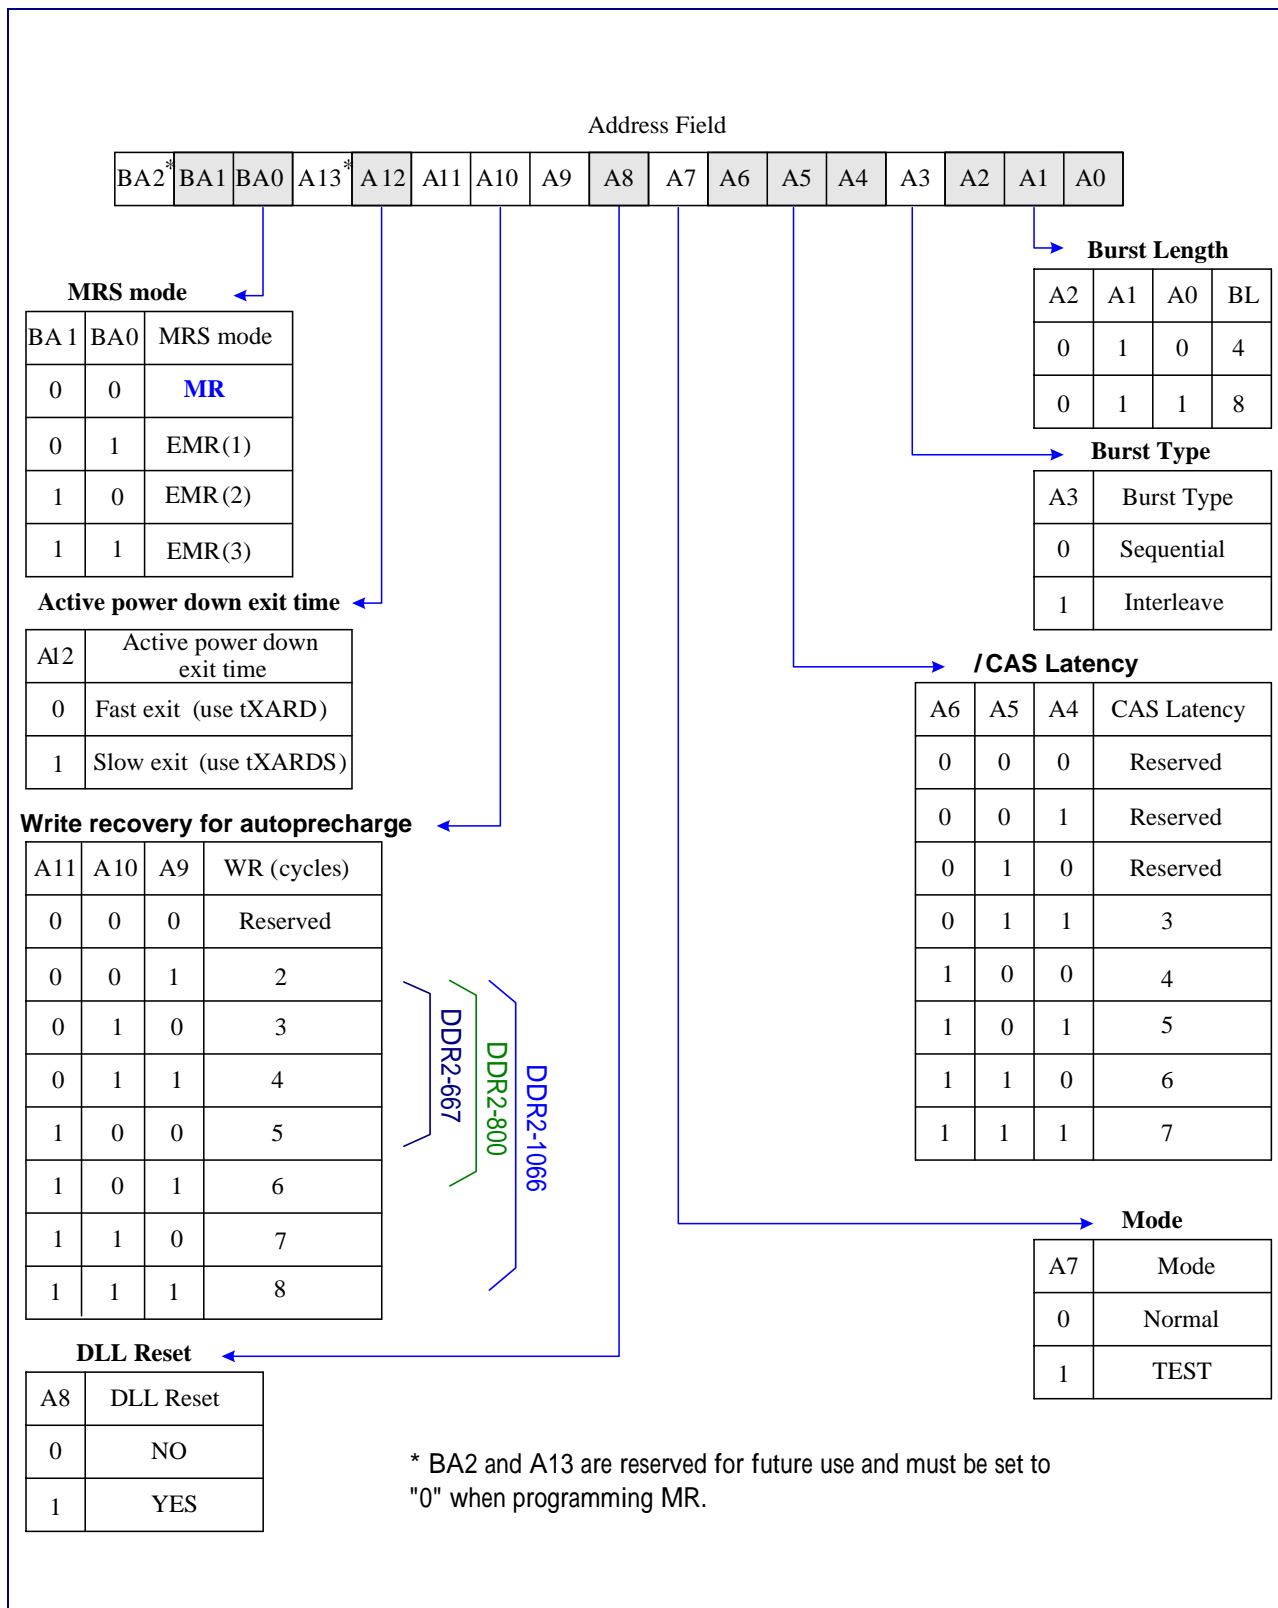 Address Field
BA2* BA1 BA0 A13* A12 A11 A10 A9 A8 A7 A6 A5 A4 A3 A2 A1 A0
MRS mode
BA1 BA0 MRS mode
0 0 MR
0 1 EMR(1)
1 0 EMR(2)
1 1 EMR(3)
Active power down exit time
A12 Active power down
exit time
0 Fast exit (use tXARD)
1 Slow exit (use tXARDS)
Write recovery for autoprecharge
A11 A10 A9 WR (cycles)
0 0 0 Reserved
0 0 1 2
0 1 0 3
0 1 1 4
1 0 0 5
1 0 1 6
1 1 0 7
1 1 1 8
DDR2-667
DDR2-800
DDR2-1066
DLL Reset
A8 DLL Reset
0 NO
1 YES
Burst Length
A2 A1 A0 BL
0 1 0 4
0 1 1 8
Burst Type
A3 Burst Type
0 Sequential
1 Interleave
/CAS Latency
A6 A5 A4 CAS Latency
0 0 0 Reserved
0 0 1 Reserved
0 1 0 Reserved
0 1 1 3
1 0 0 4
1 0 1 5
1 1 0 6
1 1 1 7
Mode
A7 Mode
0 Normal
1 TEST
* BA2 and A13 are reserved for future use and must be set to
"0" when programming MR.